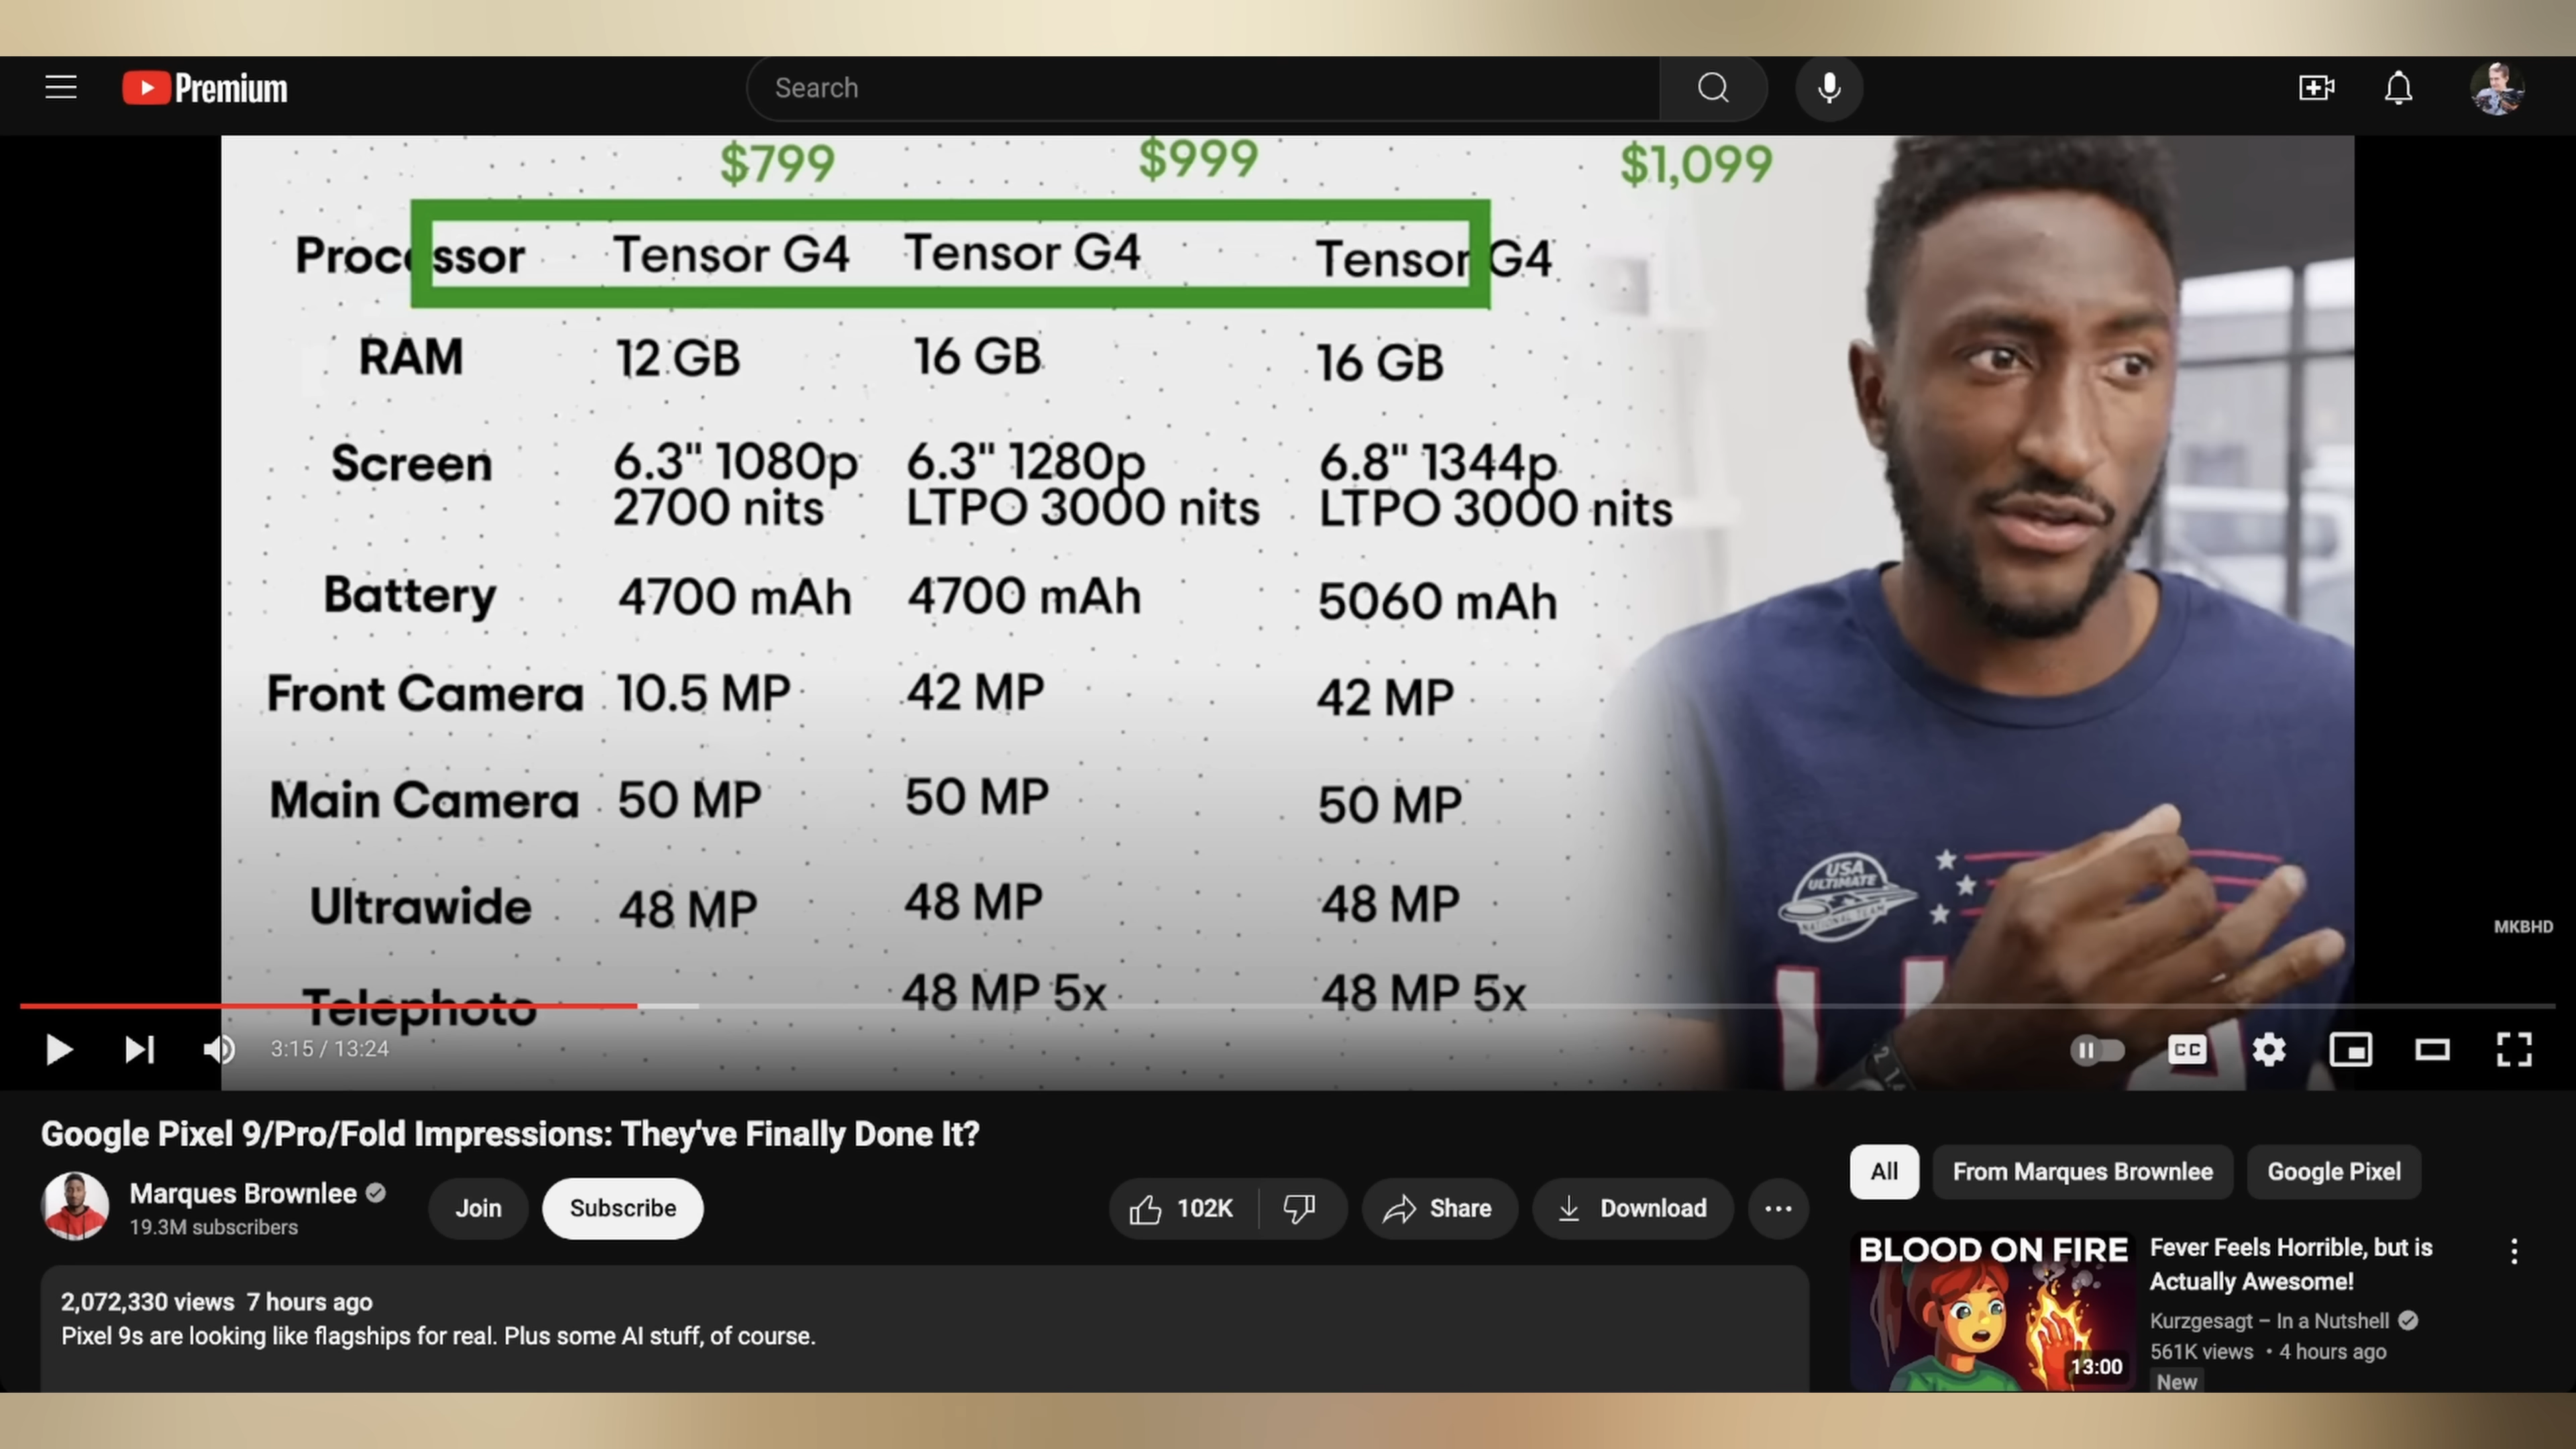 Premium
Search
$799 $999 $1,099
Processor Tensor G4 Tensor G4 Tensor G4
RAM 12 GB 16 GB 16 GB
Screen 6.3" 1080p 6.3" 1280p 6.8" 1344p
2700 nits LTPO 3000 nits LTPO 3000 nits
Battery 4700 mAh 4700 mAh 5060 mAh
Front Camera 10.5 MP 42 MP 42 MP
Main Camera 50 MP 50 MP 50 MP
Ultrawide 48 MP 48 MP 48 MP
Telephoto 48 MP 5x 48 MP 5x
USA
ULTIMATE
NATIONAL TEAM
MKBHD
3:15 / 13:24
CC
Google Pixel 9/Pro/Fold Impressions: They've Finally Done It?
Marques Brownlee
19.3M subscribers
Join
Subscribe
102K
Share
Download
2,072,330 views 7 hours ago
Pixel 9s are looking like flagships for real. Plus some AI stuff, of course.
All
From Marques Brownlee
Google Pixel
BLOOD ON FIRE
13:00
Fever Feels Horrible, but is
Actually Awesome!
Kurzgesagt – In a Nutshell
561K views • 4 hours ago
New